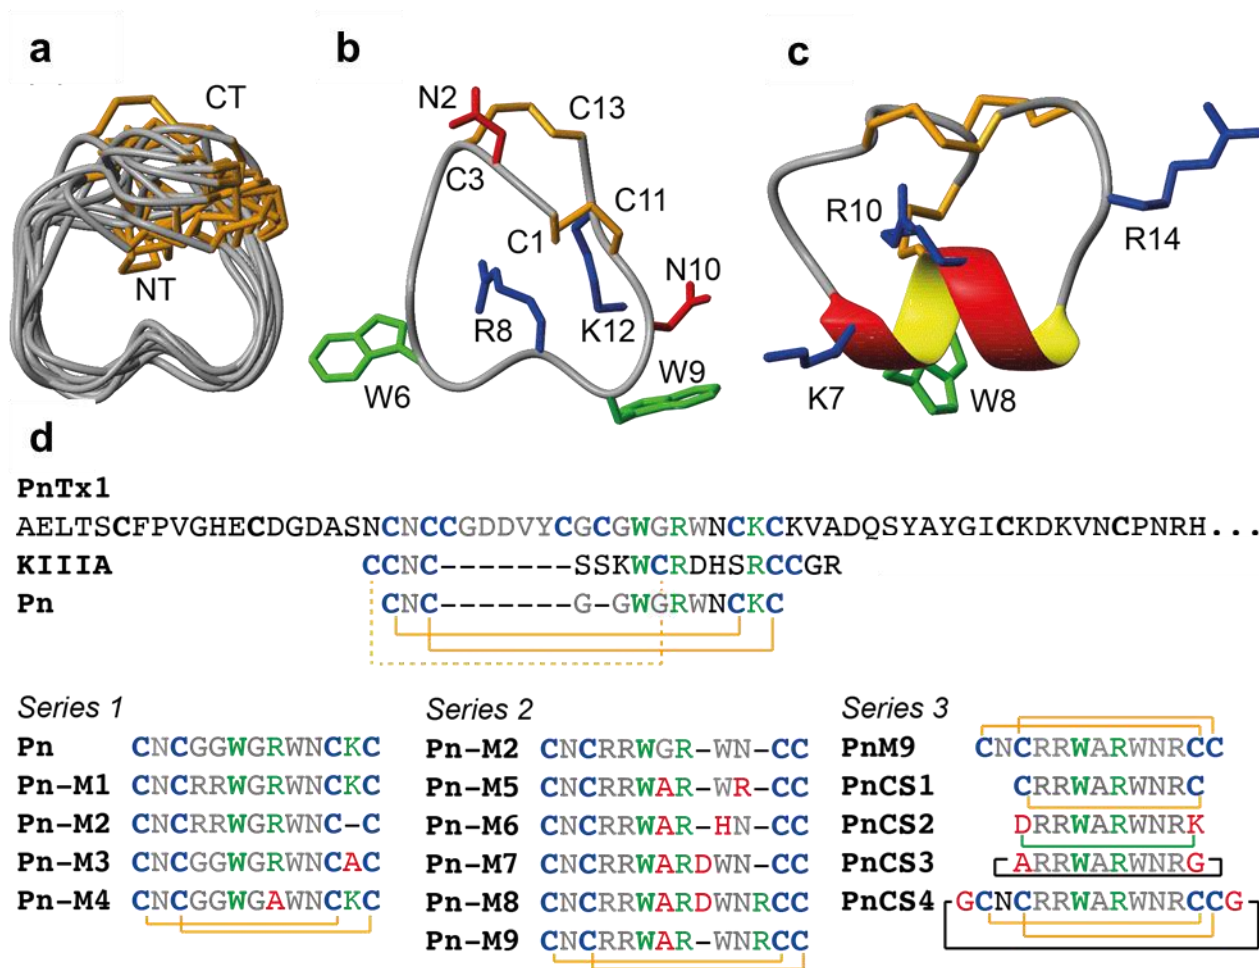 a
b
c
CT
NT
N2
C13
C3
C11
C1
N10
R8
K12
W6
W9
R10
R14
K7
W8
d
PnTx1
AELTSCFPVGHECDGDASNCNCCGDDVYCGCGWGRWNCKCKVADQSYAYGICKDKVNCPNRH...
KIIIA
CCNC-------SSKWCRDHSRCCGR
Pn
CNC-------G-GWGRWNCKC
Series 1
Pn CNCGGWGRWNCKC
Pn-M1 CNCRRWGRWNCKC
Pn-M2 CNCRRWGRWNC-C
Pn-M3 CNCGGWGRWNCAC
Pn-M4 CNCGGWGAWNCKC
Series 2
Pn-M2 CNCRRWGR-WN-CC
Pn-M5 CNCRRWAR-WR-CC
Pn-M6 CNCRRWAR-HN-CC
Pn-M7 CNCRRWARDWN-CC
Pn-M8 CNCRRWARDWNRCC
Pn-M9 CNCRRWAR-WNRCC
Series 3
PnM9 CNCRRWARWNRCC
PnCS1 CRRWARWNRC
PnCS2 DRRWARWNRK
PnCS3 ARRWARWNRG
PnCS4 GCNCRRWARWNRCCG